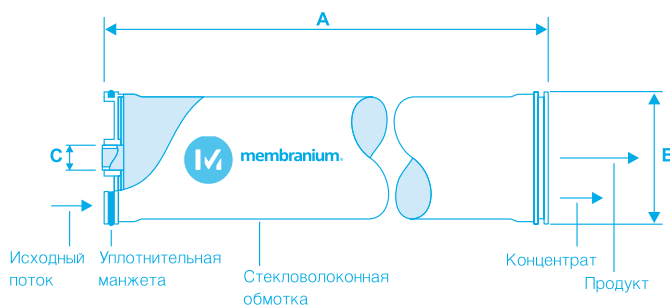 A
C
membranium®
B
Исходный
поток
Уплотнительная
манжета
Стекловолоконная
обмотка
Концентрат
Продукт